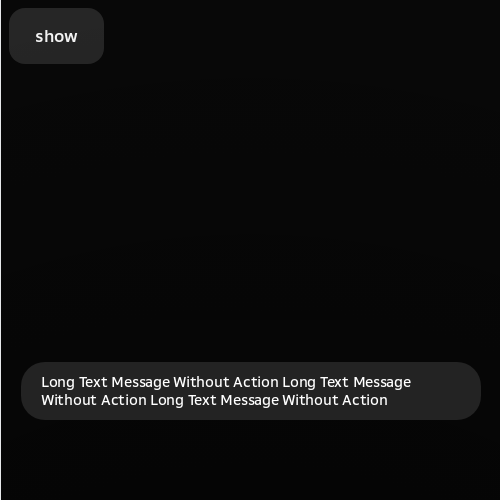 show
Long Text Message Without Action Long Text Message
Without Action Long Text Message Without Action